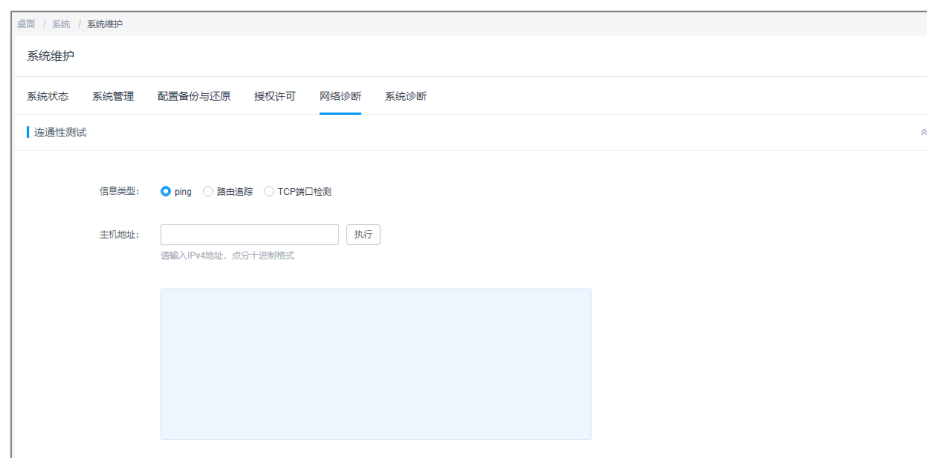 桌面 / 系统 / 系统维护
系统维护
系统状态 系统管理 配置备份与还原 授权许可 网络诊断 系统诊断
连通性测试
信息类型: ping 路由追踪 TCP端口检测
主机地址: 执行
请输入IPv4地址，点分十进制格式